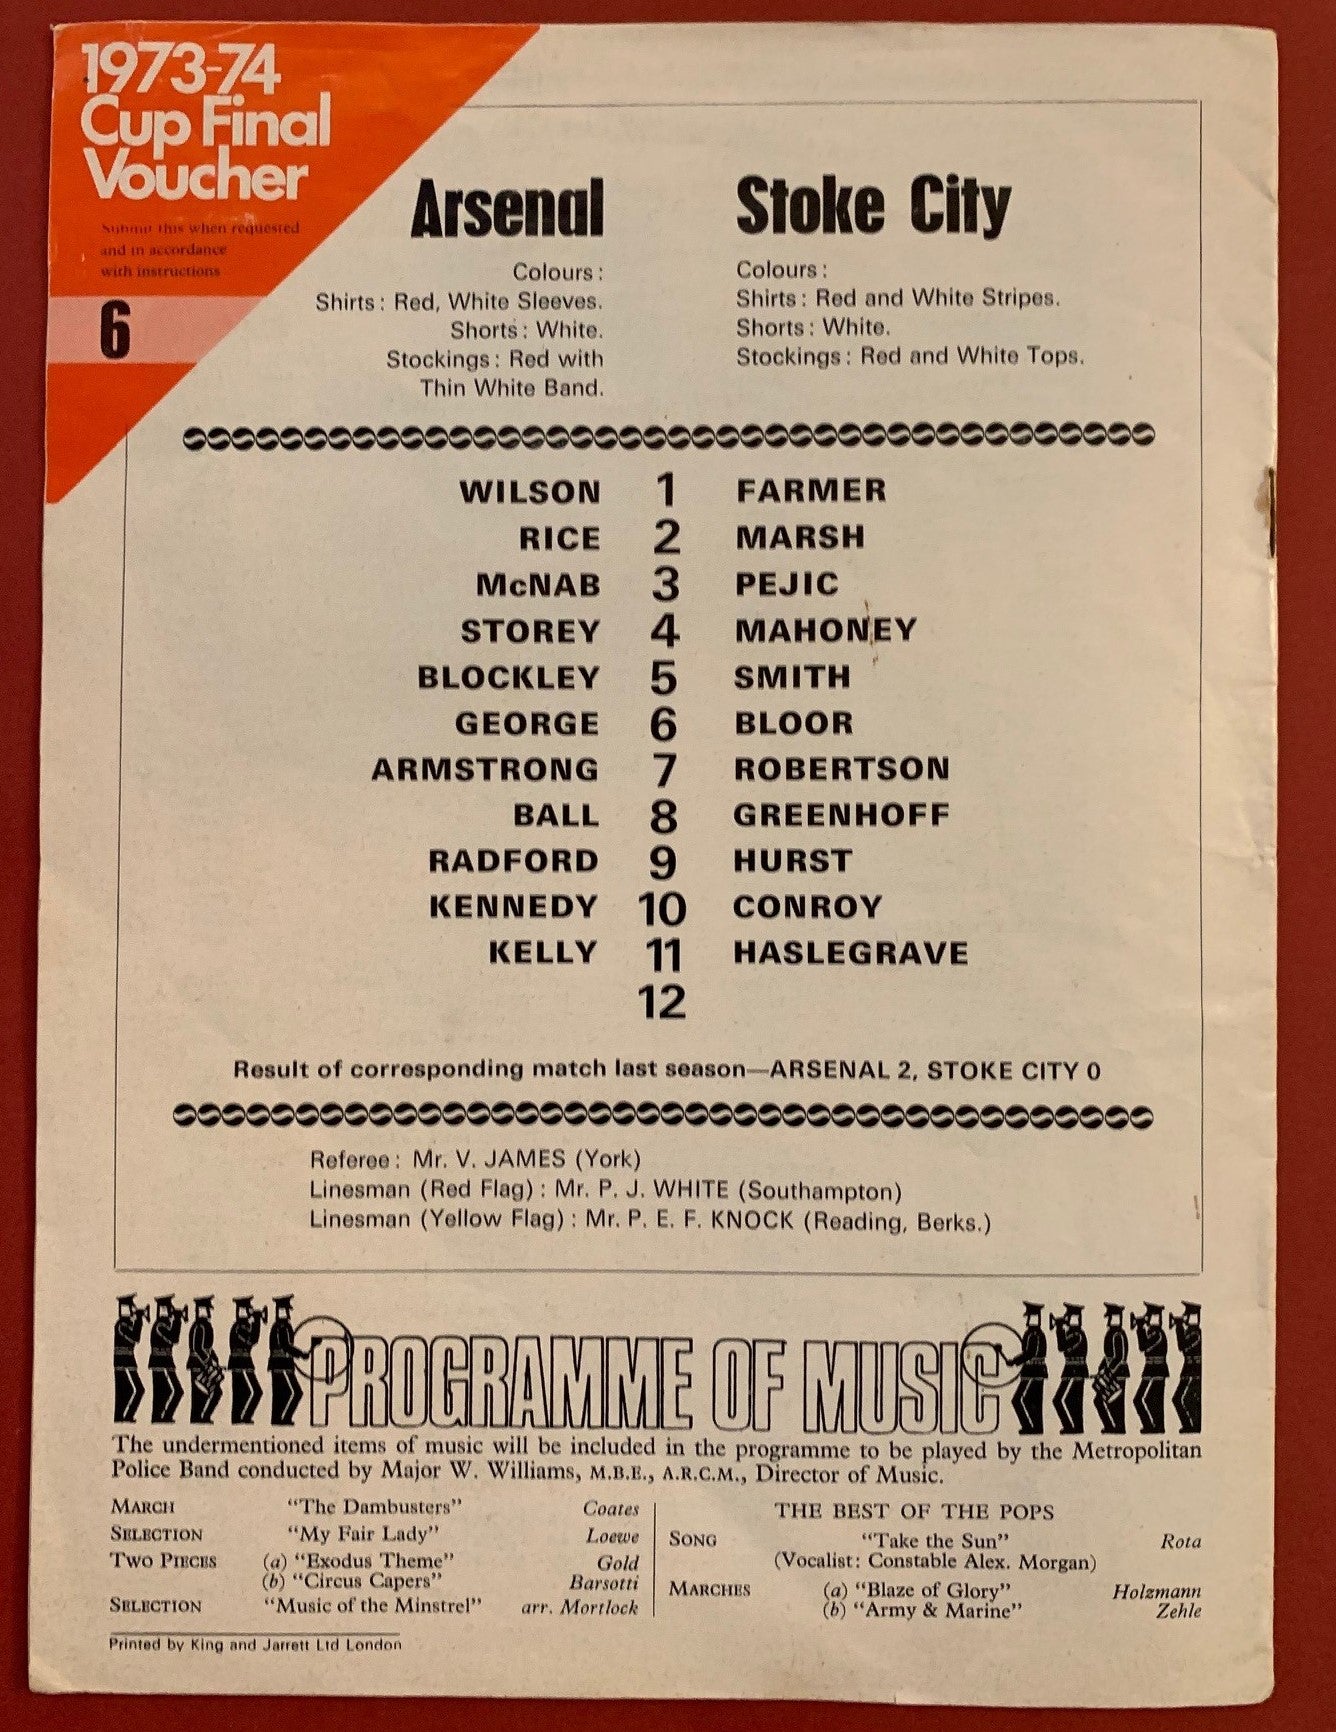 1973-74
Cup Final
Voucher
Submit this when requested
and in accordance
with instructions
6
Arsenal
Colours:
Shirts: Red, White Sleeves.
Shorts: White.
Stockings: Red with
Thin White Band.
Stoke City
Colours:
Shirts: Red and White Stripes.
Shorts: White.
Stockings: Red and White Tops.
WILSON 1 FARMER
RICE 2 MARSH
McNAB 3 PEJIC
STOREY 4 MAHONEY
BLOCKLEY 5 SMITH
GEORGE 6 BLOOR
ARMSTRONG 7 ROBERTSON
BALL 8 GREENHOFF
RADFORD 9 HURST
KENNEDY 10 CONROY
KELLY 11 HASLEGRAVE
12
Result of corresponding match last season—ARSENAL 2, STOKE CITY 0
Referee: Mr. V. JAMES (York)
Linesman (Red Flag): Mr. P. J. WHITE (Southampton)
Linesman (Yellow Flag): Mr. P. E. F. KNOCK (Reading, Berks.)
PROGRAMME OF MUSIC
The undermentioned items of music will be included in the programme to be played by the Metropolitan
Police Band conducted by Major W. Williams, M.B.E., A.R.C.M., Director of Music.
MARCH "The Dambusters" Coates
SELECTION "My Fair Lady" Loewe
TWO PIECES (a) "Exodus Theme" Gold
(b) "Circus Capers" Barsotti
SELECTION "Music of the Minstrel" arr. Mortlock
THE BEST OF THE POPS
SONG "Take the Sun" Rota
(Vocalist: Constable Alex. Morgan)
MARCHES (a) "Blaze of Glory" Holzmann
(b) "Army & Marine" Zehle
Printed by King and Jarrett Ltd London